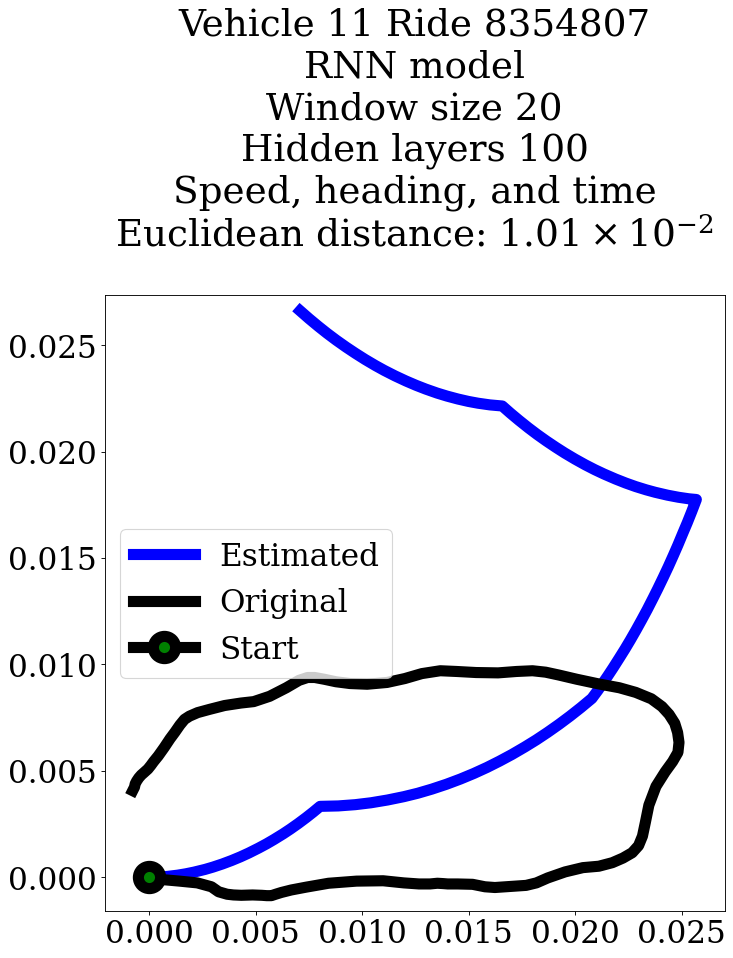 Vehicle 11 Ride 8354807
RNN model
Window size 20
Hidden layers 100
Speed, heading, and time
Euclidean distance: 1.01 × 10⁻²
0.025
0.020
0.015
0.010
0.005
0.000
Estimated
Original
Start
0.000 0.005 0.010 0.015 0.020 0.025